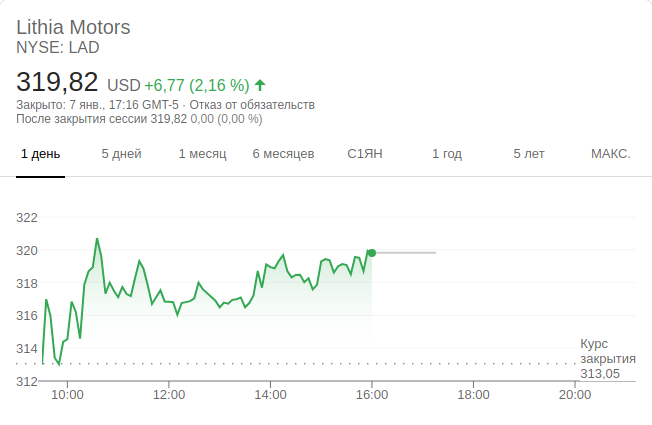 Lithia Motors
NYSE: LAD
319,82 USD +6,77 (2,16 %)
Закрыто: 7 янв., 17:16 GMT-5 · Отказ от обязательств
После закрытия сессии 319,82 0,00 (0,00 %)
1 день 5 дней 1 месяц 6 месяцев С1ЯН 1 год 5 лет МАКС.
322
320
318
316
314
312
Курс
закрытия
313,05
10:00 12:00 14:00 16:00 18:00 20:00